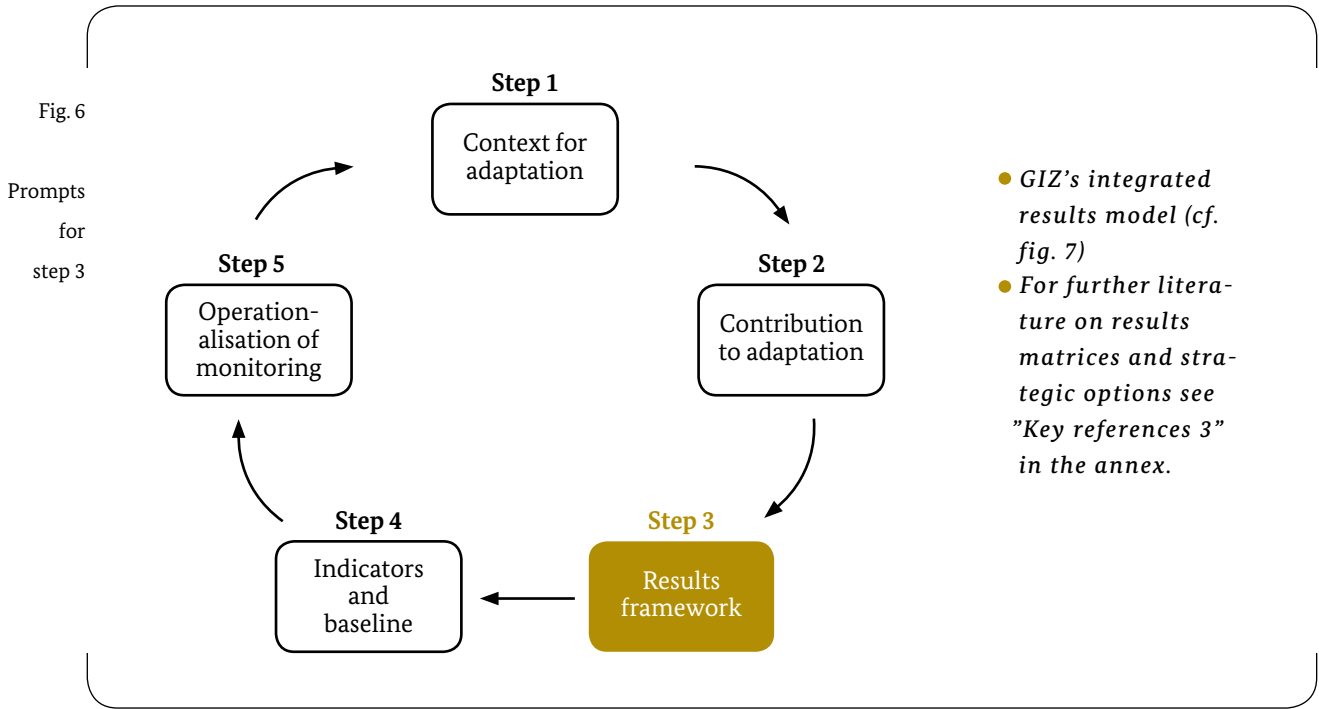 Fig. 6
Prompts
for
step 3
Step 1
Context for
adaptation
Step 2
Contribution
to adaptation
Step 3
Results
framework
Step 4
Indicators
and
baseline
Step 5
Operation-
alisation of
monitoring
● GIZ’s integrated
results model (cf.
fig. 7)
● For further litera-
ture on results
matrices and stra-
tegic options see
”Key references 3”
in the annex.